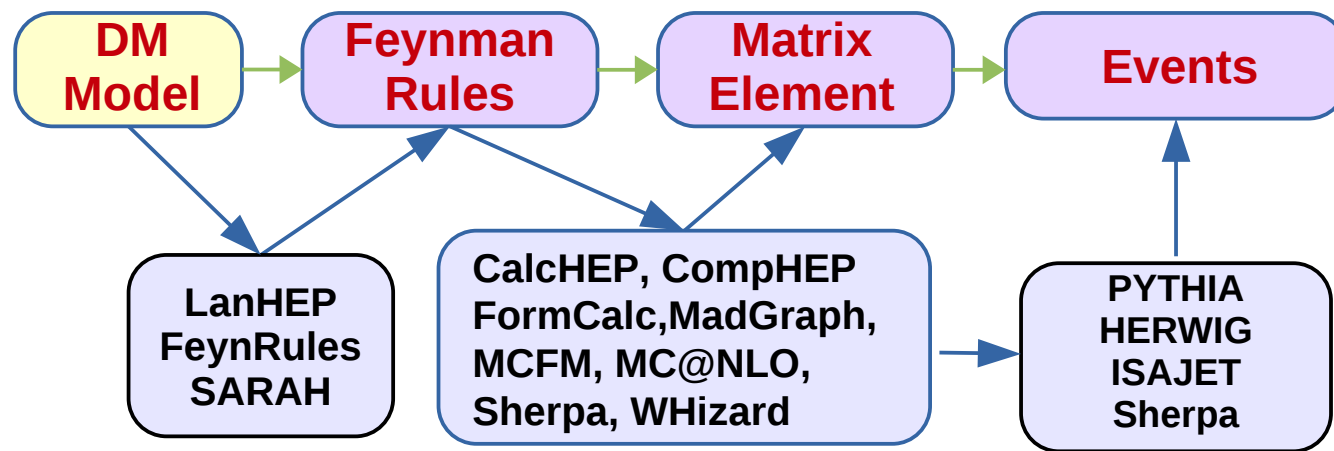 DM
Model
Feynman
Rules
Matrix
Element
Events
LanHEP
FeynRules
SARAH
CalcHEP, CompHEP
FormCalc,MadGraph,
MCFM, MC@NLO,
Sherpa, WHizard
PYTHIA
HERWIG
ISAJET
Sherpa